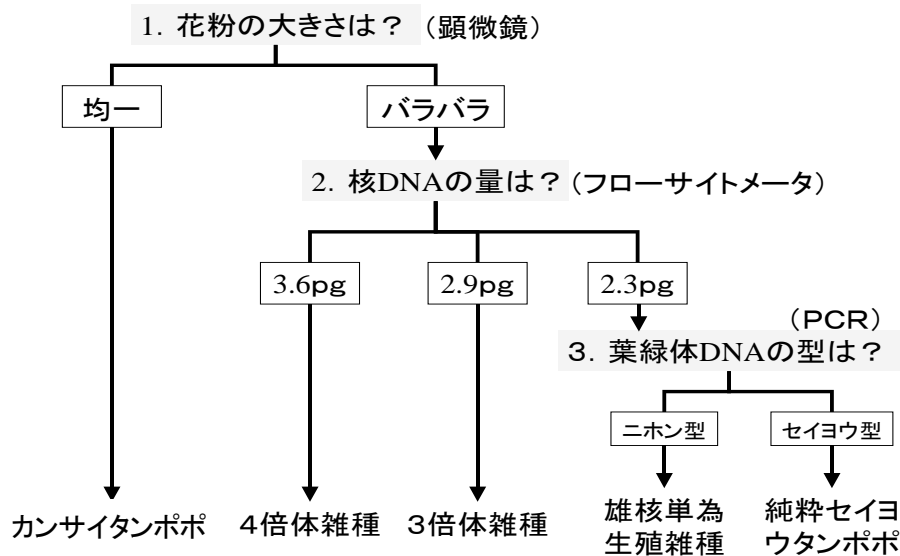 1. 花粉の大きさは？ (顕微鏡)
均一
バラバラ
2. 核DNAの量は？(フローサイトメータ)
3.6pg
2.9pg
2.3pg
（PCR）
３. 葉緑体DNAの型は？
ニホン型
セイヨウ型
カンサイタンポポ
４倍体雑種
３倍体雑種
雄核単為
生殖雑種
純粋セイヨ
ウタンポポ